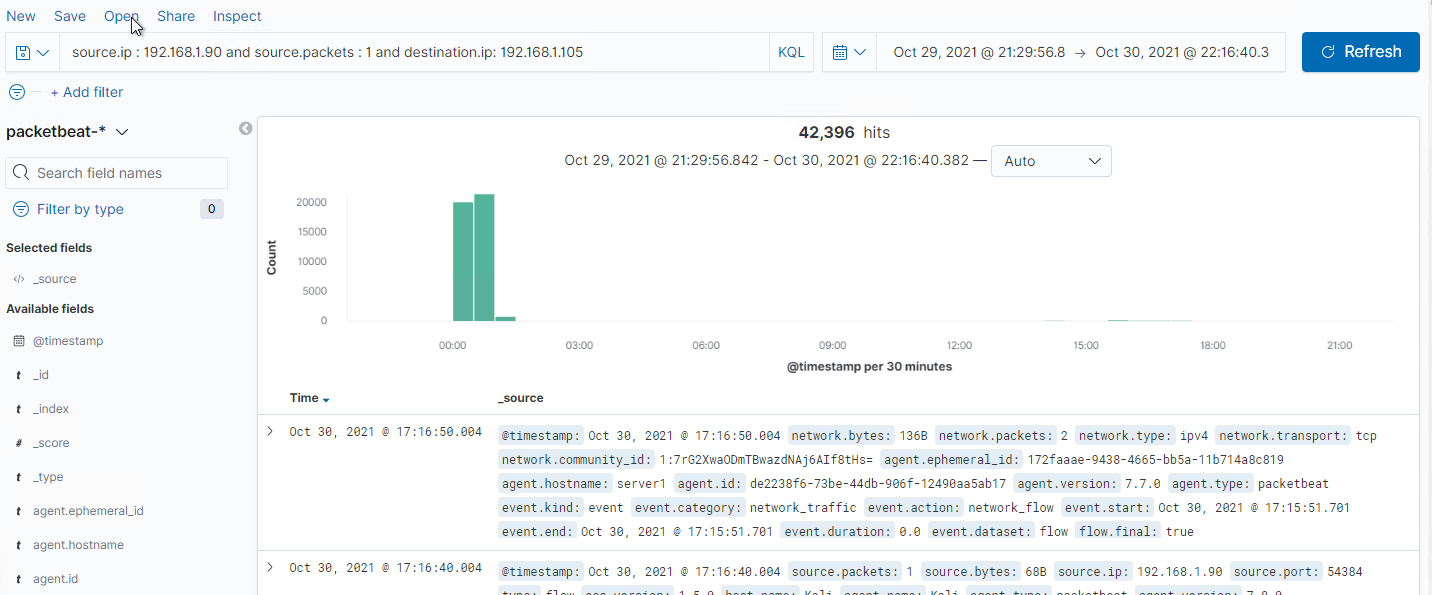 New Save Open Share Inspect
source.ip : 192.168.1.90 and source.packets : 1 and destination.ip: 192.168.1.105 KQL Oct 29, 2021 @ 21:29:56.8 → Oct 30, 2021 @ 22:16:40.3 Refresh
+ Add filter
packetbeat-*
42,396 hits
Oct 29, 2021 @ 21:29:56.842 - Oct 30, 2021 @ 22:16:40.382 — Auto
Search field names
Filter by type 0
Selected fields
</> _source
Available fields
@timestamp
t _id
t _index
# _score
t _type
t agent.ephemeral_id
t agent.hostname
t agent.id
Count
20000
15000
10000
5000
0
00:00 03:00 06:00 09:00 12:00 15:00 18:00 21:00
@timestamp per 30 minutes
Time _source
Oct 30, 2021 @ 17:16:50.004 @timestamp: Oct 30, 2021 @ 17:16:50.004 network.bytes: 136B network.packets: 2 network.type: ipv4 network.transport: tcp
network.community_id: 1:7rG2XwaODmTBwazdNAj6AIf8tHs= agent.ephemeral_id: 172faaae-9438-4665-bb5a-11b714a8c819
agent.hostname: server1 agent.id: de2238f6-73be-44db-906f-12490aa5ab17 agent.version: 7.7.0 agent.type: packetbeat
event.kind: event event.category: network_traffic event.action: network_flow event.start: Oct 30, 2021 @ 17:15:51.701
event.end: Oct 30, 2021 @ 17:15:51.701 event.duration: 0.0 event.dataset: flow flow.final: true
Oct 30, 2021 @ 17:16:40.004 @timestamp: Oct 30, 2021 @ 17:16:40.004 source.packets: 1 source.bytes: 68B source.ip: 192.168.1.90 source.port: 54384